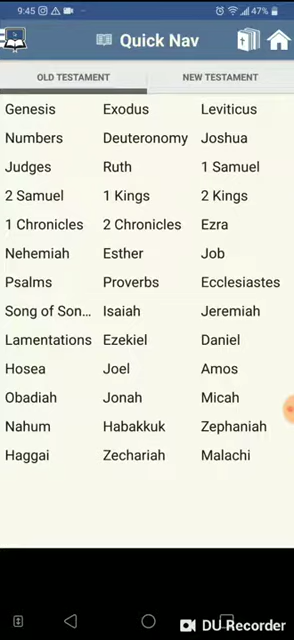 9:45 47%
Quick Nav
OLD TESTAMENT NEW TESTAMENT
Genesis Exodus Leviticus
Numbers Deuteronomy Joshua
Judges Ruth 1 Samuel
2 Samuel 1 Kings 2 Kings
1 Chronicles 2 Chronicles Ezra
Nehemiah Esther Job
Psalms Proverbs Ecclesiastes
Song of Son... Isaiah Jeremiah
Lamentations Ezekiel Daniel
Hosea Joel Amos
Obadiah Jonah Micah
Nahum Habakkuk Zephaniah
Haggai Zechariah Malachi
DU Recorder